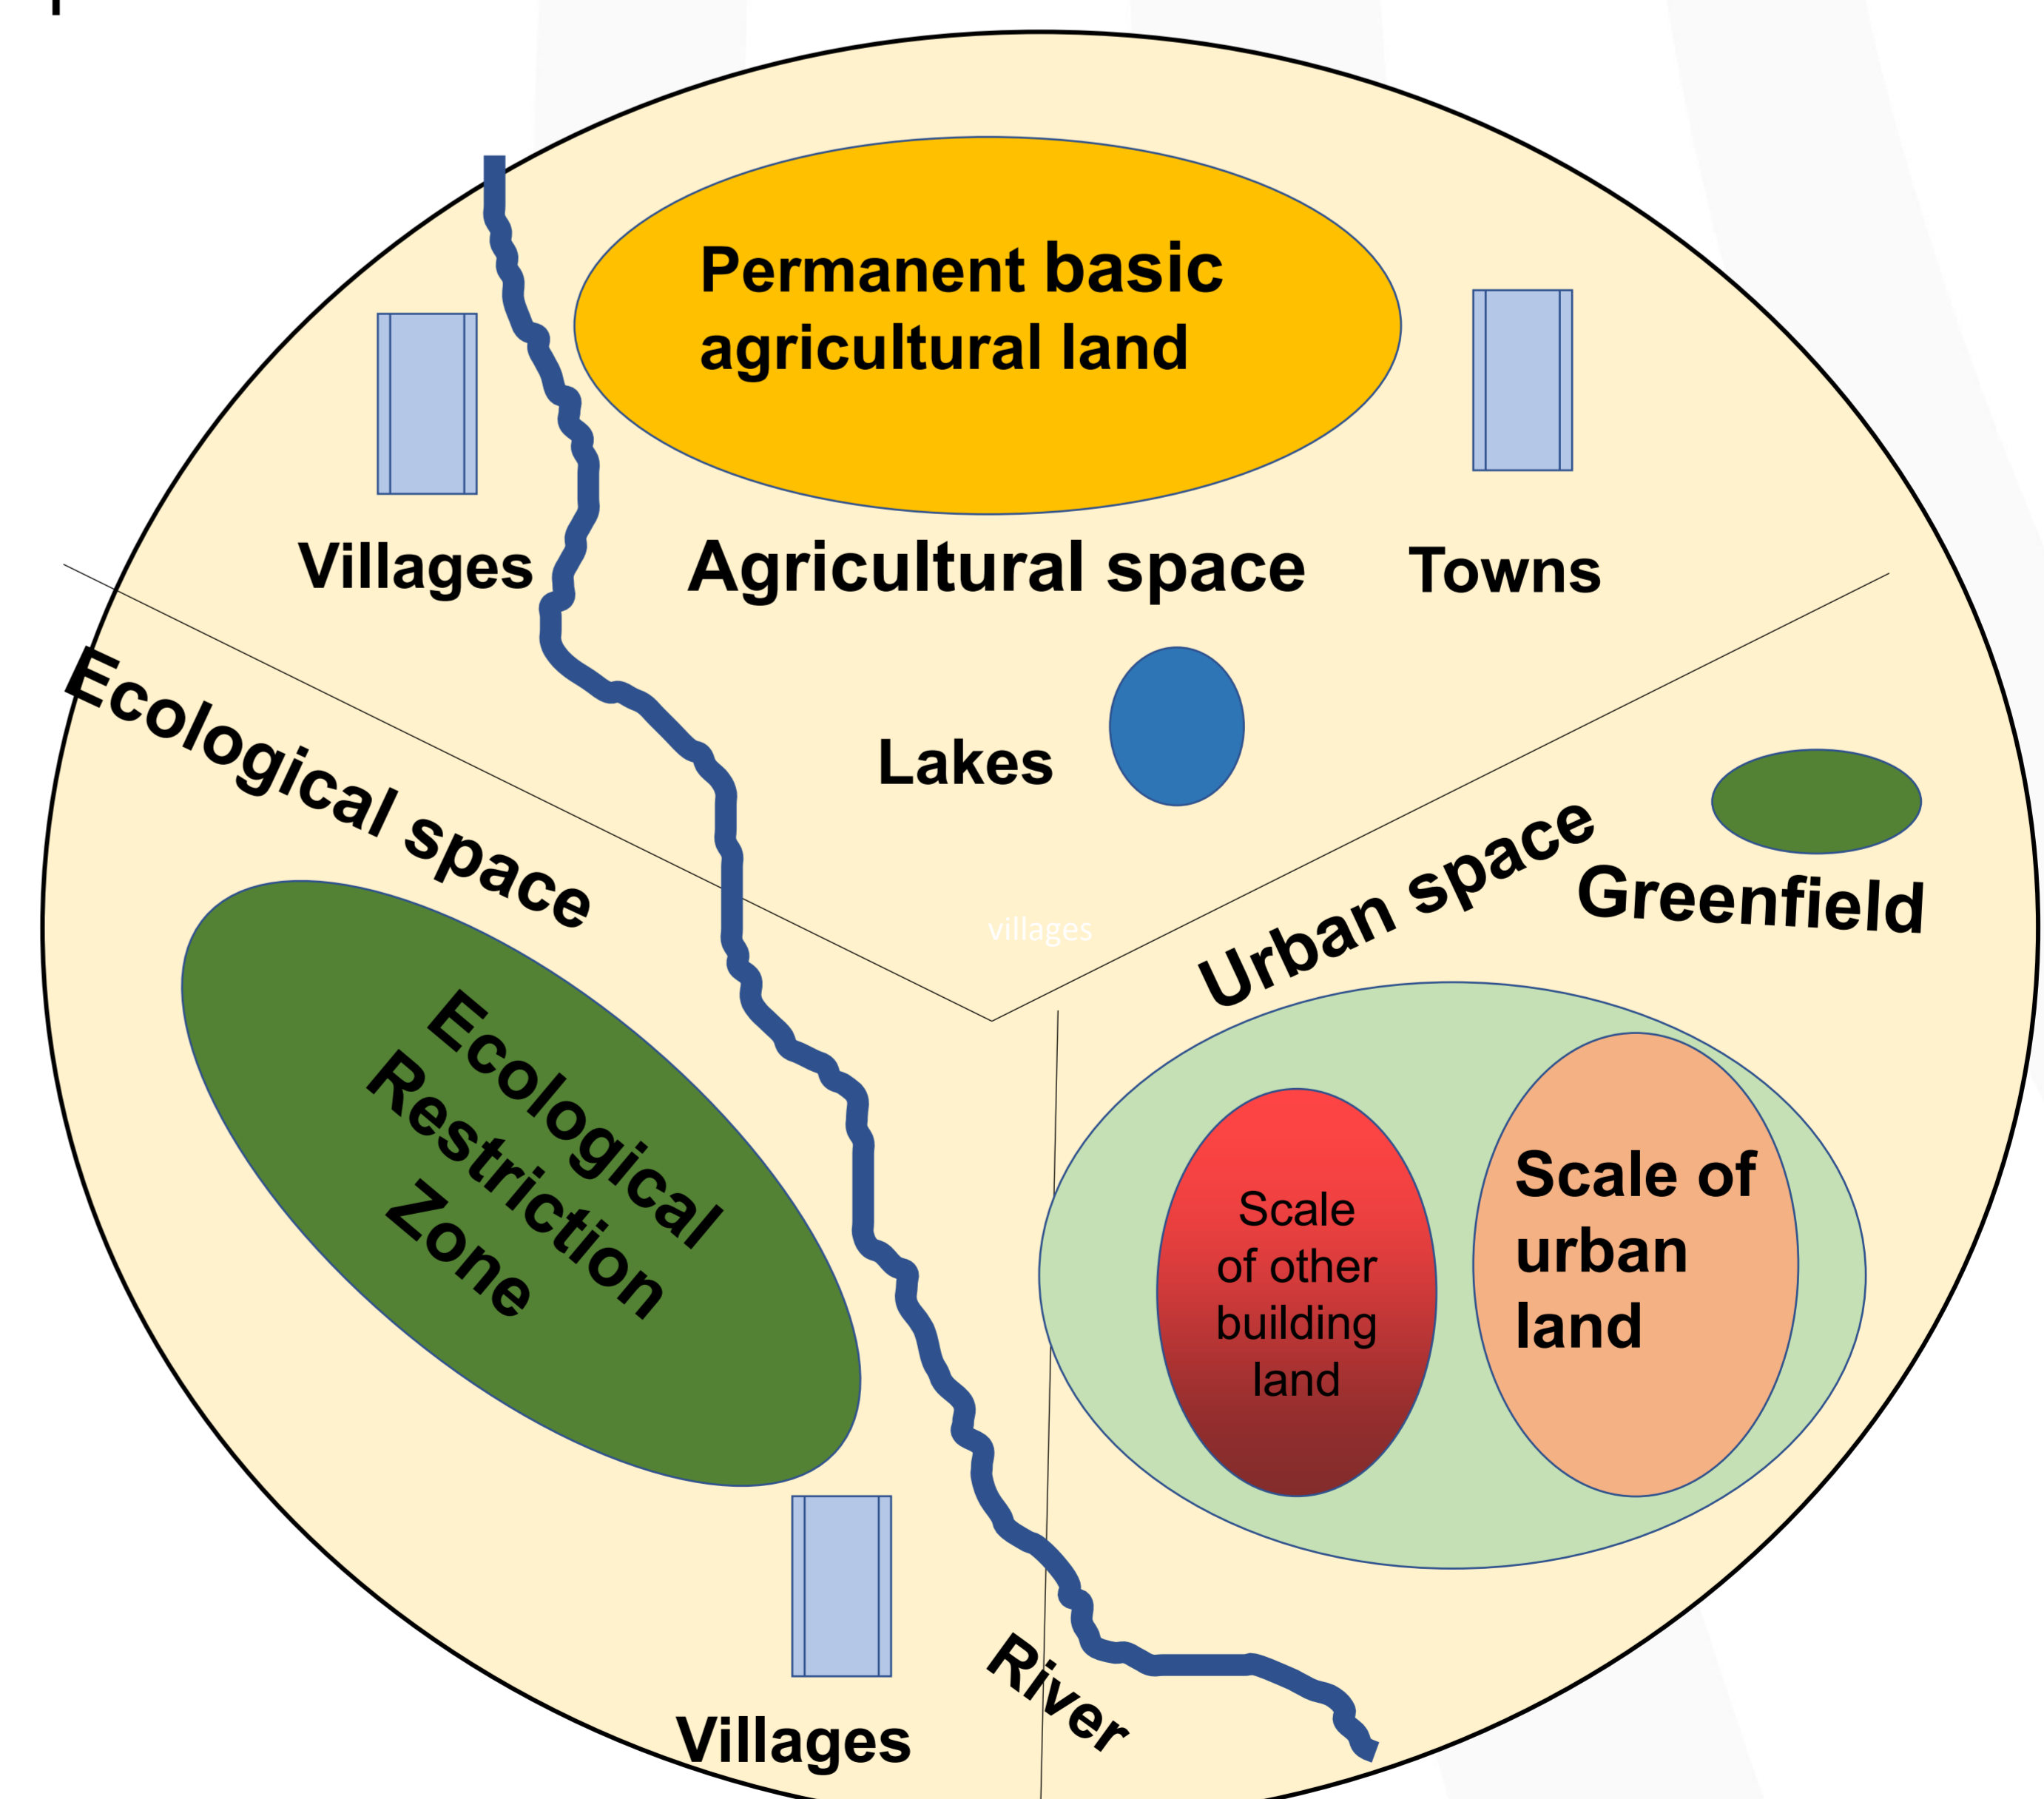 Permanent basic
agricultural land
Villages
Agricultural space
Towns
Ecological space
Lakes
villages
Urban space
Greenfield
Ecological
Restriction
Zone
Scale
of other
building
land
Scale of
urban
land
River
Villages